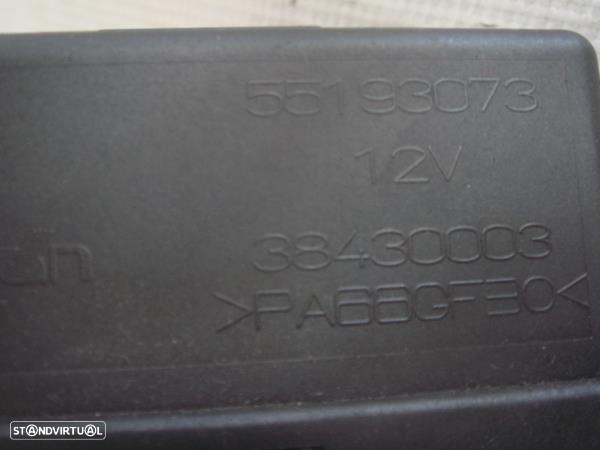 55193073
12V
38430003
>PA66GF30<
STANDVIRTUAL